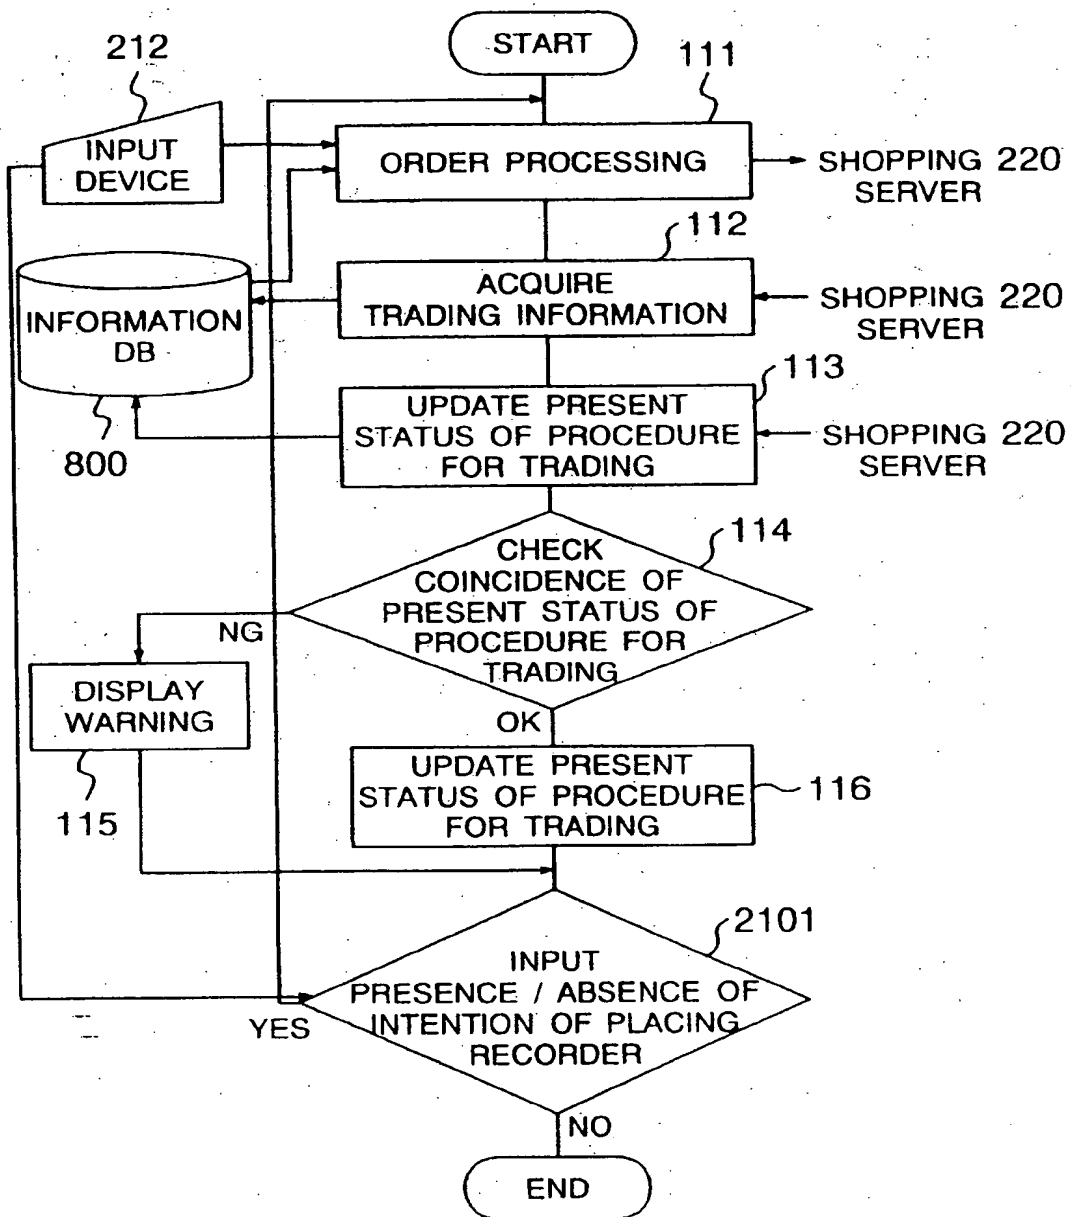 START
212
111
INPUT
DEVICE
ORDER PROCESSING
SHOPPING 220
SERVER
112
ACQUIRE
TRADING INFORMATION
SHOPPING 220
SERVER
INFORMATION
DB
800
113
UPDATE PRESENT
STATUS OF PROCEDURE
FOR TRADING
SHOPPING 220
SERVER
114
CHECK
COINCIDENCE OF
PRESENT STATUS OF
PROCEDURE FOR
TRADING
NG
DISPLAY
WARNING
115
OK
UPDATE PRESENT
STATUS OF PROCEDURE
FOR TRADING
116
2101
INPUT
PRESENCE / ABSENCE OF
INTENTION OF PLACING
RECORDER
YES
NO
END